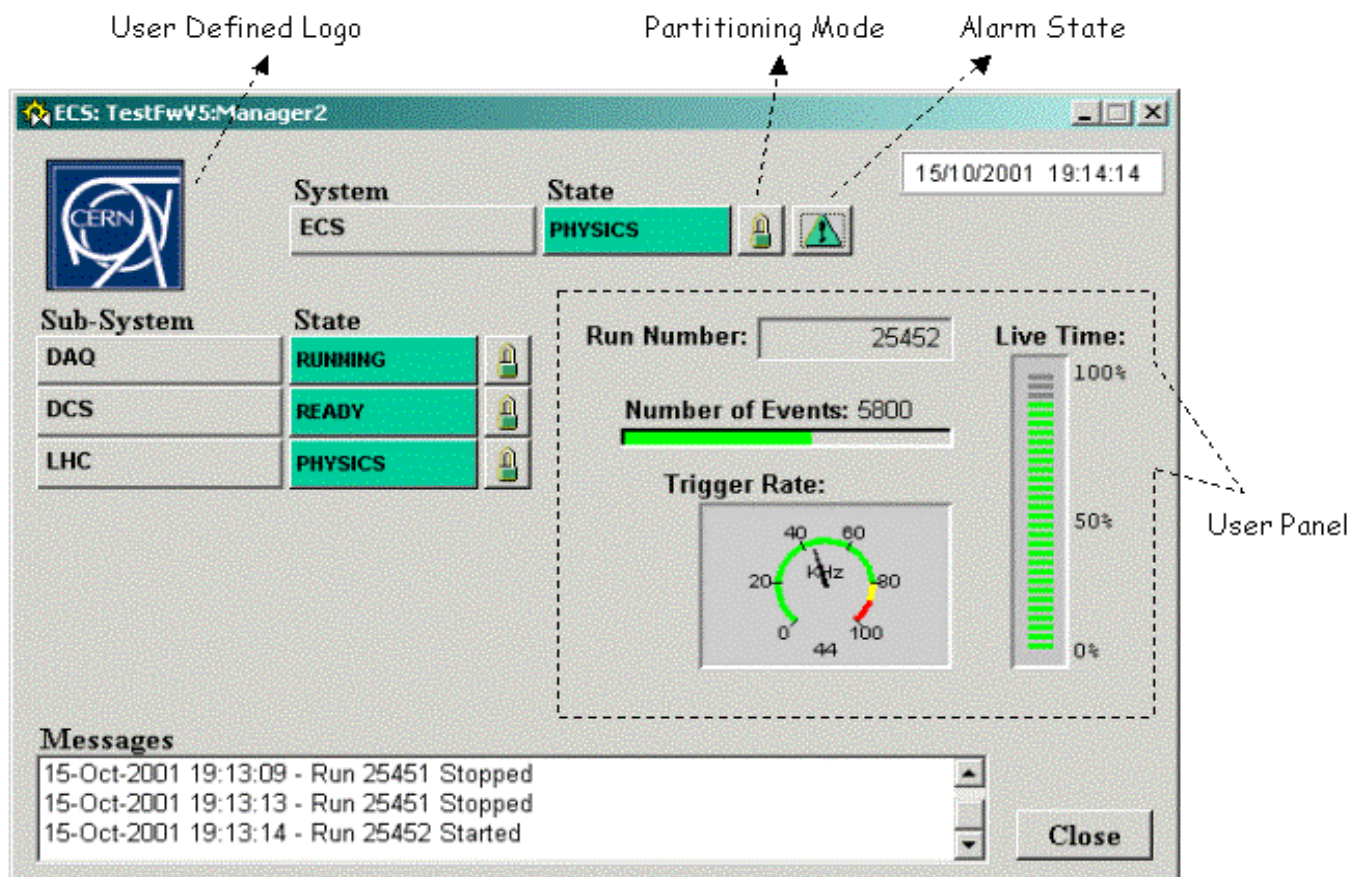 User Defined Logo
Partitioning Mode
Alarm State
ECS: TestFwV5:Manager2
15/10/2001 19:14:14
CERN
System State
ECS PHYSICS
Sub-System State
DAQ RUNNING
DCS READY
LHC PHYSICS
Run Number: 25452
Number of Events: 5800
Trigger Rate:
40 60
KHz
20 80
0 100
44
Live Time:
100%
50%
0%
User Panel
Messages
15-Oct-2001 19:13:09 - Run 25451 Stopped
15-Oct-2001 19:13:13 - Run 25451 Stopped
15-Oct-2001 19:13:14 - Run 25452 Started
Close